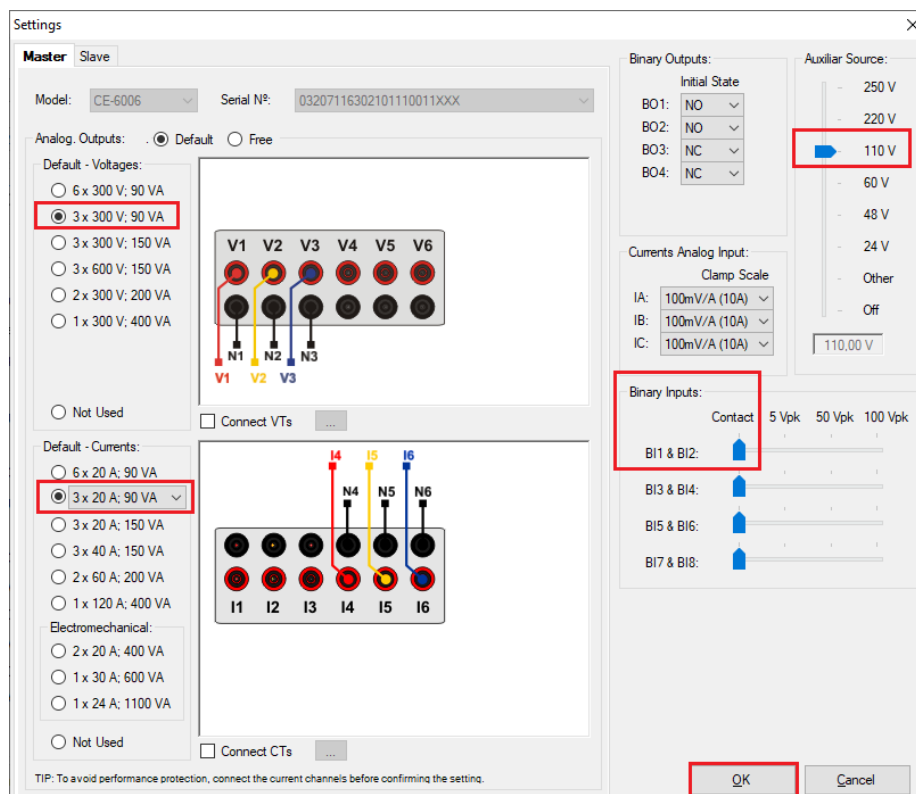 Settings
Master Slave
Model: CE-6006 Serial Nº: 03207116302101110011XXX
Analog. Outputs: . Default Free
Default - Voltages:
6 x 300 V; 90 VA
3 x 300 V; 90 VA
3 x 300 V; 150 VA
3 x 600 V; 150 VA
2 x 300 V; 200 VA
1 x 300 V; 400 VA
Not Used
V1 V2 V3 V4 V5 V6
N1 N2 N3
V1 V2 V3
Connect VTs ...
Default - Currents:
6 x 20 A; 90 VA
3 x 20 A; 90 VA
3 x 20 A; 150 VA
3 x 40 A; 150 VA
2 x 60 A; 200 VA
1 x 120 A; 400 VA
Electromechanical:
2 x 20 A; 400 VA
1 x 30 A; 600 VA
1 x 24 A; 1100 VA
Not Used
I4 I5 I6
N4 N5 N6
I1 I2 I3 I4 I5 I6
Connect CTs ...
TIP: To avoid performance protection, connect the current channels before confirming the setting.
Binary Outputs:
Initial State
BO1: NO
BO2: NO
BO3: NC
BO4: NC
Auxiliar Source:
250 V
220 V
110 V
60 V
48 V
24 V
Other
Off
110,00 V
Currents Analog Input:
Clamp Scale
IA: 100mV/A (10A)
IB: 100mV/A (10A)
IC: 100mV/A (10A)
Binary Inputs:
Contact 5 Vpk 50 Vpk 100 Vpk
BI1 & BI2:
BI3 & BI4:
BI5 & BI6:
BI7 & BI8:
OK Cancel